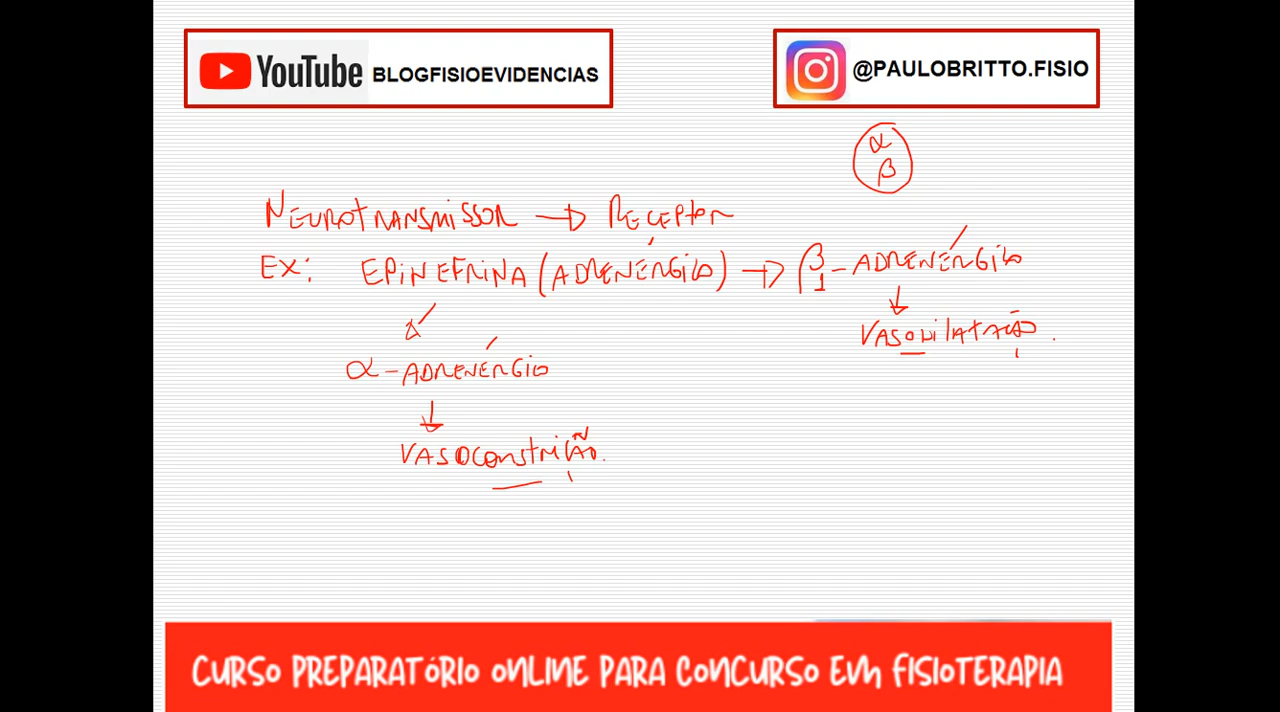 YouTube BLOGFISIOEVIDENCIAS
@PAULOBRITTO.FISIO
α
β
NEUROTRANSMISSOR → RECEPTOR
EX: EPINEFRINA (ADRENÉRGICO) → β1 - ADRENÉRGICO
VASODILATAÇÃO.
α - ADRENÉRGIO
VASOCONSTRIÇÃO.
CURSO PREPARATÓRIO ONLINE PARA CONCURSO EM FISIOTERAPIA